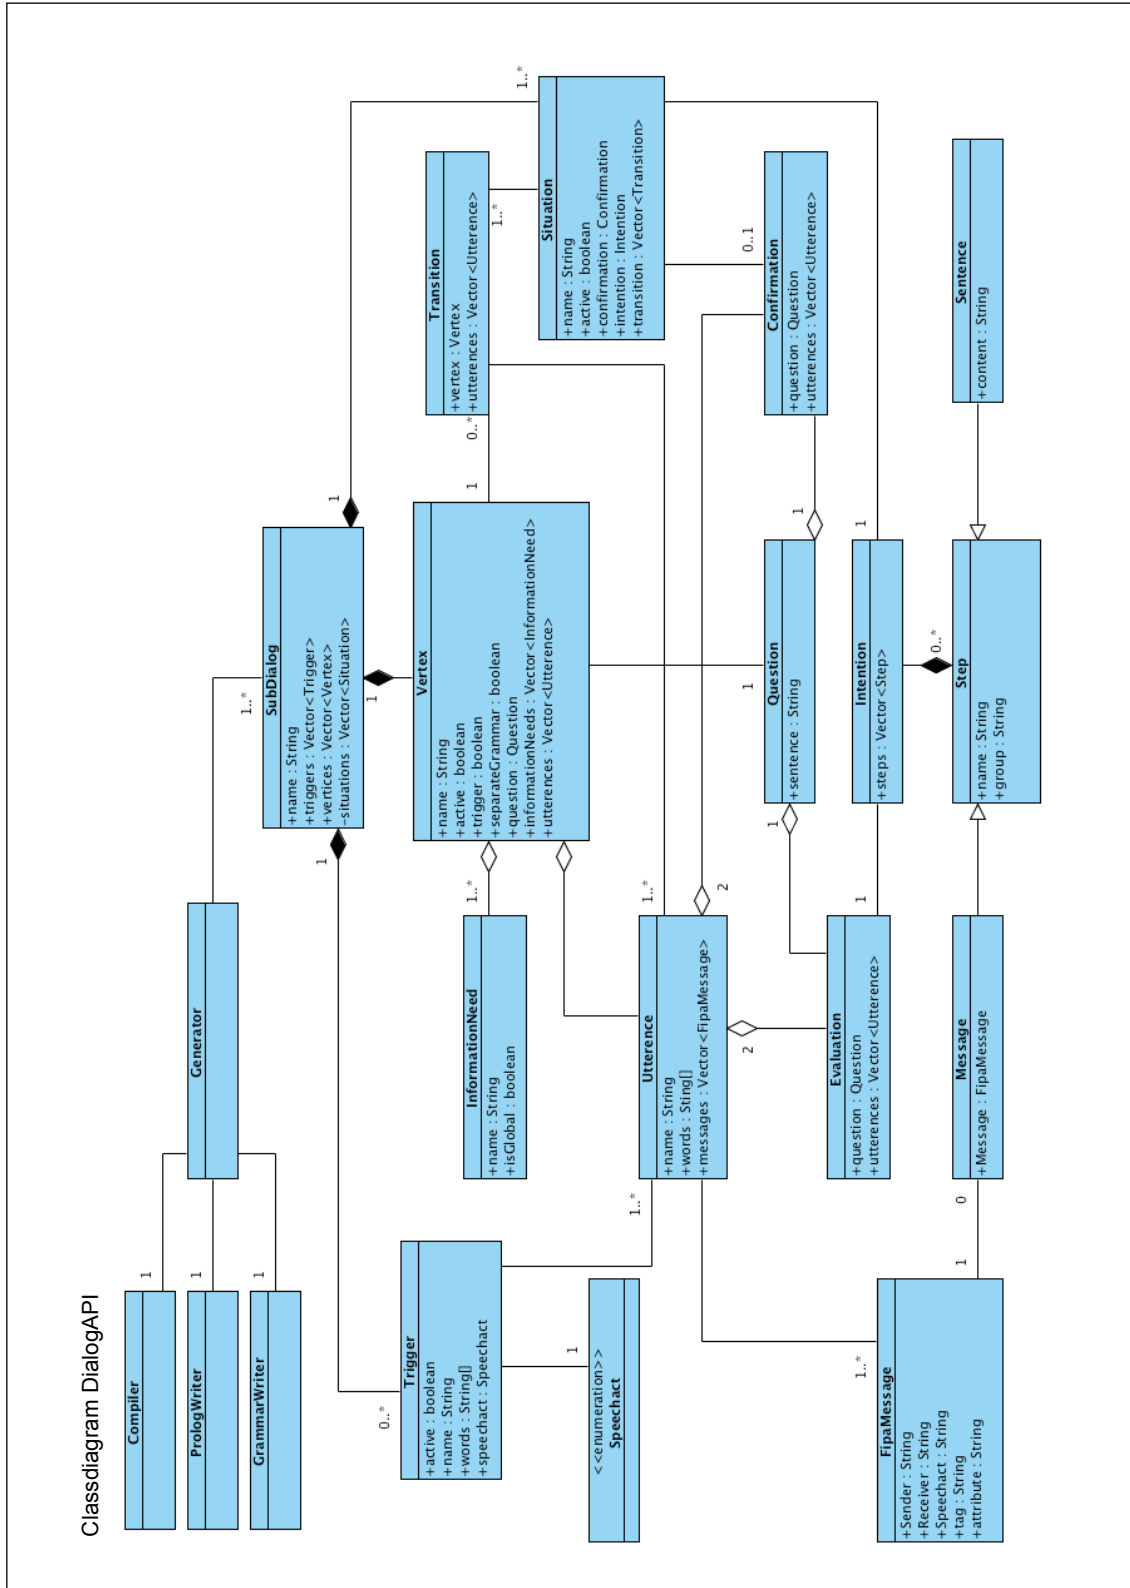 Classdiagram DialogAPI
Compiler
1
PrologWriter
1
GrammarWriter
1
Generator
1..*
SubDialog
+name : String
+triggers : Vector<Trigger>
+vertices : Vector<Vertex>
-situations : Vector<Situation>
1
1
1
1..*
0..*
Trigger
+active : boolean
+name : String
+words : String[]
+speechact : Speechact
1
<<enumeration>>
Speechact
1..*
InformationNeed
+name : String
+isGlobal : boolean
1..*
Vertex
+name : String
+active : boolean
+trigger : boolean
+separateGrammar : boolean
+question : Question
+InformationNeeds : Vector<InformationNeed>
+utterences : Vector<Utterence>
1
0..*
Transition
+vertex : Vertex
+utterences : Vector<Utterence>
1..*
Situation
+name : String
+active : boolean
+confirmation : Confirmation
+intention : Intention
+transition : Vector<Transition>
Utterence
+name : String
+words : Sting[]
+messages : Vector<FipaMessage>
1..*
2
2
1
Question
+sentence : String
1
1
0..1
Confirmation
+question : Question
+utterences : Vector<Utterence>
Evaluation
+question : Question
+utterences : Vector<Utterence>
1
Intention
+steps : Vector<Step>
1
0..*
1..*
FipaMessage
+Sender : String
+Receiver : String
+Speechact : String
+tag : String
+attribute : String
1
0
Message
+Message : FipaMessage
Step
+name : String
+group : String
Sentence
+content : String